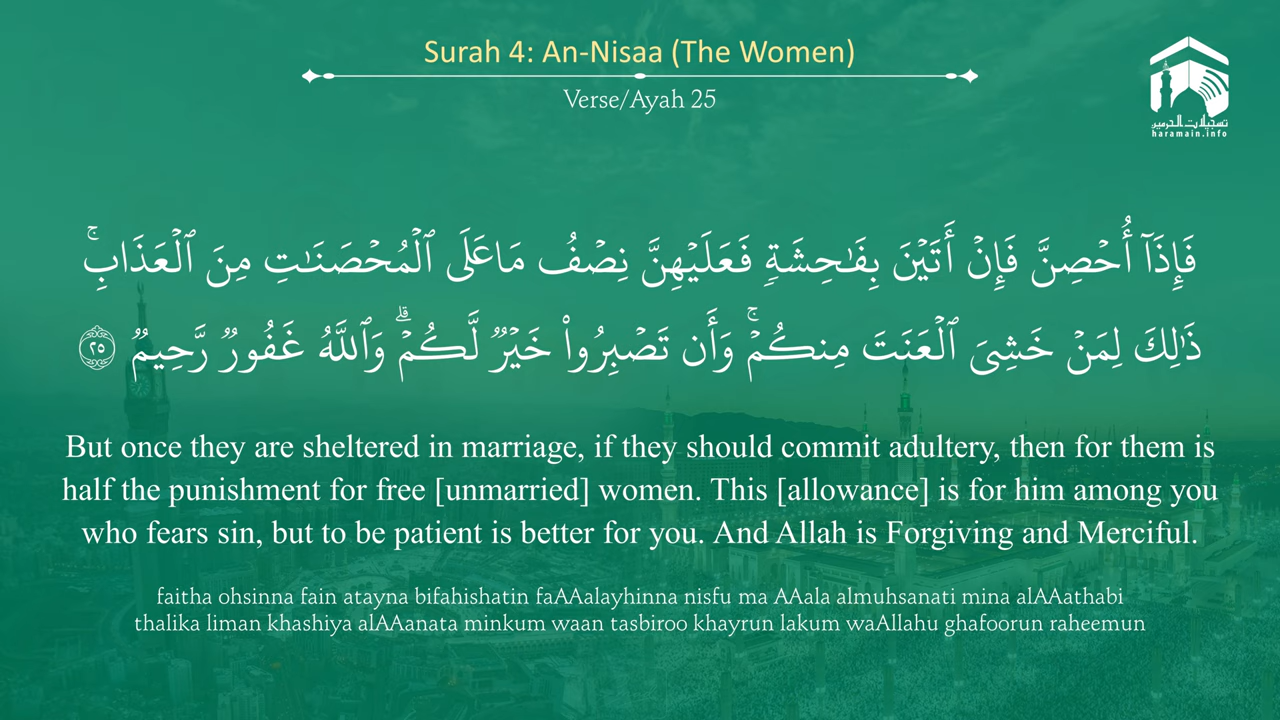 Surah 4: An-Nisaa (The Women)
Verse/Ayah 25
تسجيلات الحرمين
haramain.info
فَإِذَآ أُحْصِنَّ فَإِنْ أَتَيْنَ بِفَـٰحِشَةٍ فَعَلَيْهِنَّ نِصْفُ مَا عَلَى ٱلْمُحْصَنَـٰتِ مِنَ ٱلْعَذَابِ ۚ
ذَٰلِكَ لِمَنْ خَشِىَ ٱلْعَنَتَ مِنكُمْ ۚ وَأَن تَصْبِرُوا۟ خَيْرٌ لَّكُمْ ۗ وَٱللَّهُ غَفُورٌ رَّحِيمٌ ٢٥
But once they are sheltered in marriage, if they should commit adultery, then for them is
half the punishment for free [unmarried] women. This [allowance] is for him among you
who fears sin, but to be patient is better for you. And Allah is Forgiving and Merciful.
faitha ohsinna fain atayna bifahishatin faAAalayhinna nisfu ma AAala almuhsanati mina alAAathabi
thalika liman khashiya alAAanata minkum waan tasbiroo khayrun lakum waAllahu ghafoorun raheemun